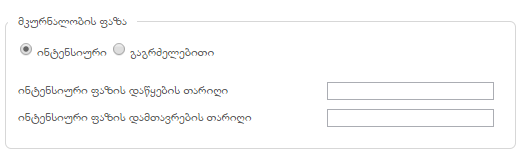 მკურნალობის ფაზა
ინტენსიური გაგრძელებითი
ინტენსიური ფაზის დაწყების თარიღი
ინტენსიური ფაზის დამთავრების თარიღი